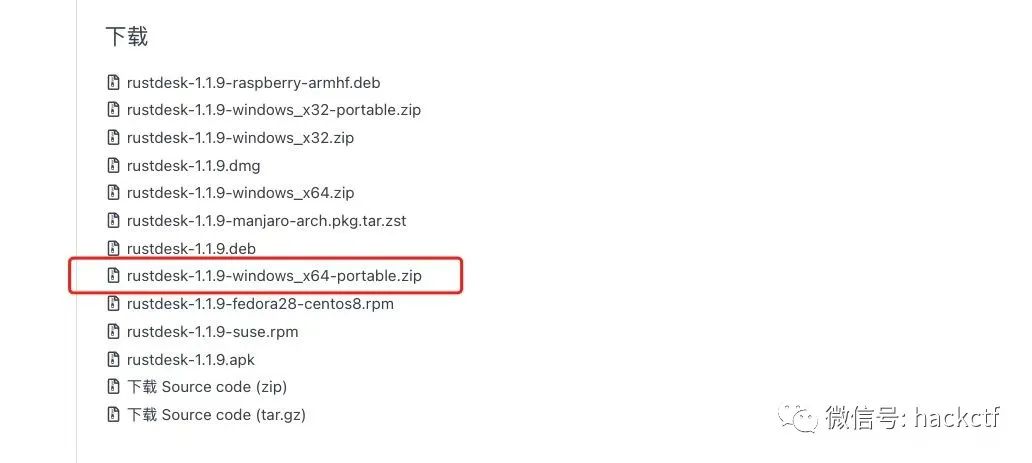 下载
rustdesk-1.1.9-raspberry-armhf.deb
rustdesk-1.1.9-windows_x32-portable.zip
rustdesk-1.1.9-windows_x32.zip
rustdesk-1.1.9.dmg
rustdesk-1.1.9-windows_x64.zip
rustdesk-1.1.9-manjaro-arch.pkg.tar.zst
rustdesk-1.1.9.deb
rustdesk-1.1.9-windows_x64-portable.zip
rustdesk-1.1.9-fedora28-centos8.rpm
rustdesk-1.1.9-suse.rpm
rustdesk-1.1.9.apk
下载 Source code (zip)
下载 Source code (tar.gz)
微信号: hackctf